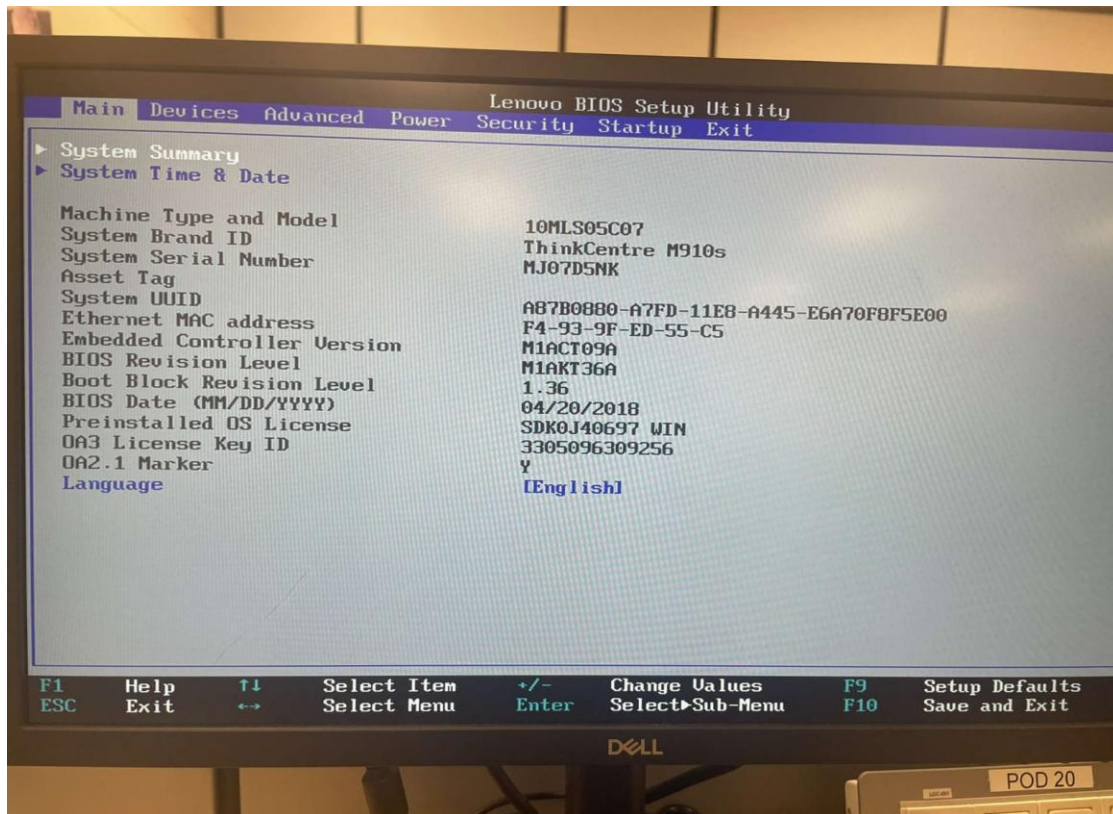 Lenovo BIOS Setup Utility
Main Devices Advanced Power Security Startup Exit
System Summary
System Time & Date
Machine Type and Model 10MLS05C07
System Brand ID ThinkCentre M910s
System Serial Number MJ07D5NK
Asset Tag
System UUID A87B0880-A7FD-11E8-A445-E6A70F8F5E00
Ethernet MAC address F4-93-9F-ED-55-C5
Embedded Controller Version M1ACT09A
BIOS Revision Level M1AKT36A
Boot Block Revision Level 1.36
BIOS Date (MM/DD/YYYY) 04/20/2018
Preinstalled OS License SDK0J40697 WIN
OA3 License Key ID 3305096309256
OA2.1 Marker Y
Language [English]
F1 Help ↑↓ Select Item +/- Change Values F9 Setup Defaults
ESC Exit ↔ Select Menu Enter Select▶Sub-Menu F10 Save and Exit
DELL
POD 20